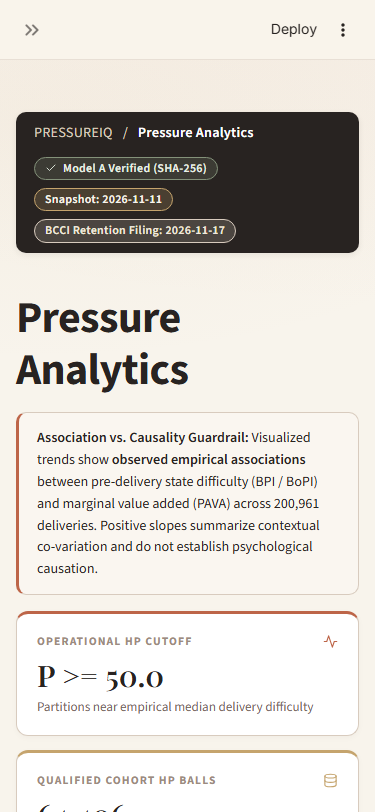 Deploy
PRESSUREIQ / Pressure Analytics
Model A Verified (SHA-256)
Snapshot: 2026-11-11
BCCI Retention Filing: 2026-11-17
Pressure
Analytics
Association vs. Causality Guardrail: Visualized
trends show observed empirical associations
between pre-delivery state difficulty (BPI / BoPI)
and marginal value added (PAVA) across 200,961
deliveries. Positive slopes summarize contextual
co-variation and do not establish psychological
causation.
OPERATIONAL HP CUTOFF
P >= 50.0
Partitions near empirical median delivery difficulty
QUALIFIED COHORT HP BALLS